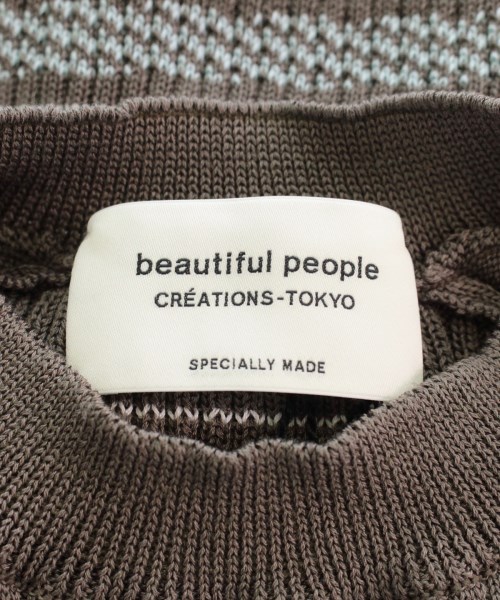 beautiful people
CRÉATIONS-TOKYO
SPECIALLY MADE